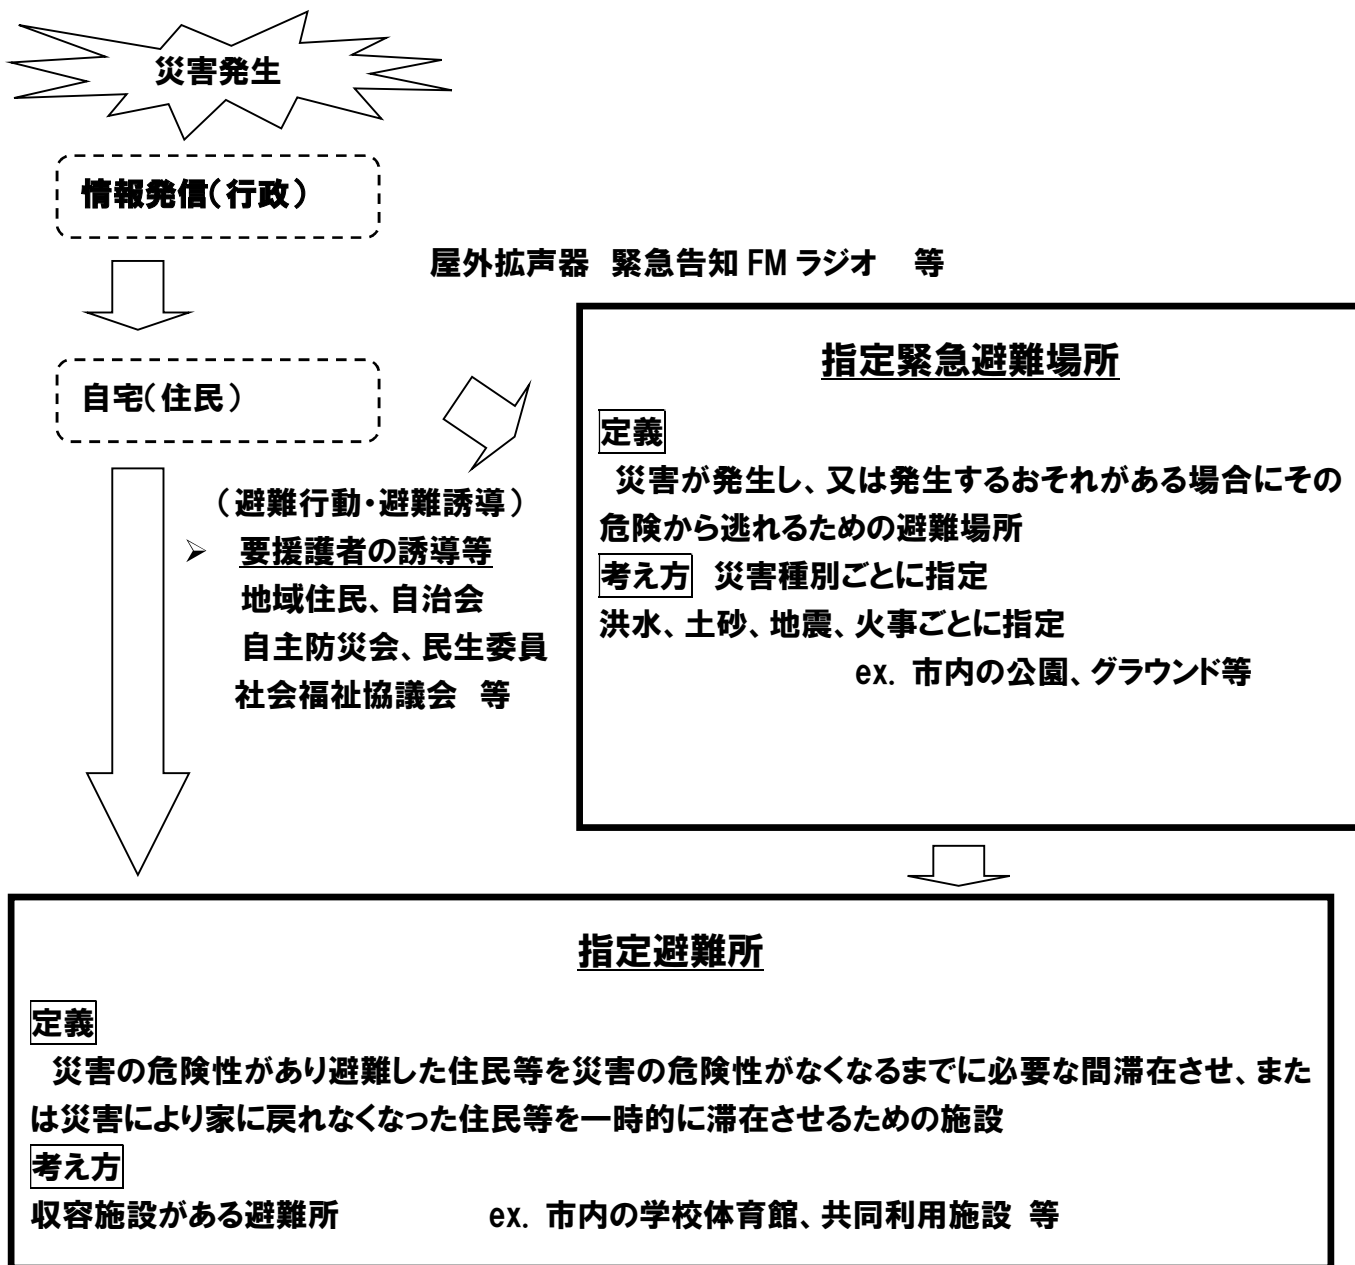 災害発生
情報発信（行政）
屋外拡声器　緊急告知 FM ラジオ　等
自宅（住民）
（避難行動・避難誘導）
➢ 要援護者の誘導等
地域住民、自治会
自主防災会、民生委員
社会福祉協議会　等
指定緊急避難場所
定義
災害が発生し、又は発生するおそれがある場合にその
危険から逃れるための避難場所
考え方　災害種別ごとに指定
洪水、土砂、地震、火事ごとに指定
ex. 市内の公園、グラウンド等
指定避難所
定義
災害の危険性があり避難した住民等を災害の危険性がなくなるまでに必要な間滞在させ、また
は災害により家に戻れなくなった住民等を一時的に滞在させるための施設
考え方
収容施設がある避難所　ex. 市内の学校体育館、共同利用施設 等